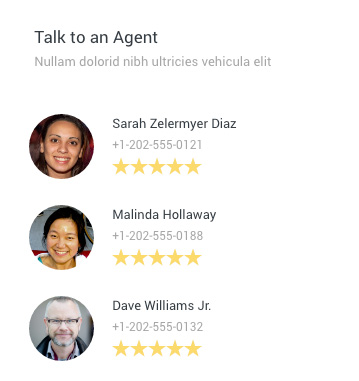 Talk to an Agent
Nullam dolorid nibh ultricies vehicula elit
Sarah Zelermyer Diaz
+1-202-555-0121
Malinda Hollaway
+1-202-555-0188
Dave Williams Jr.
+1-202-555-0132